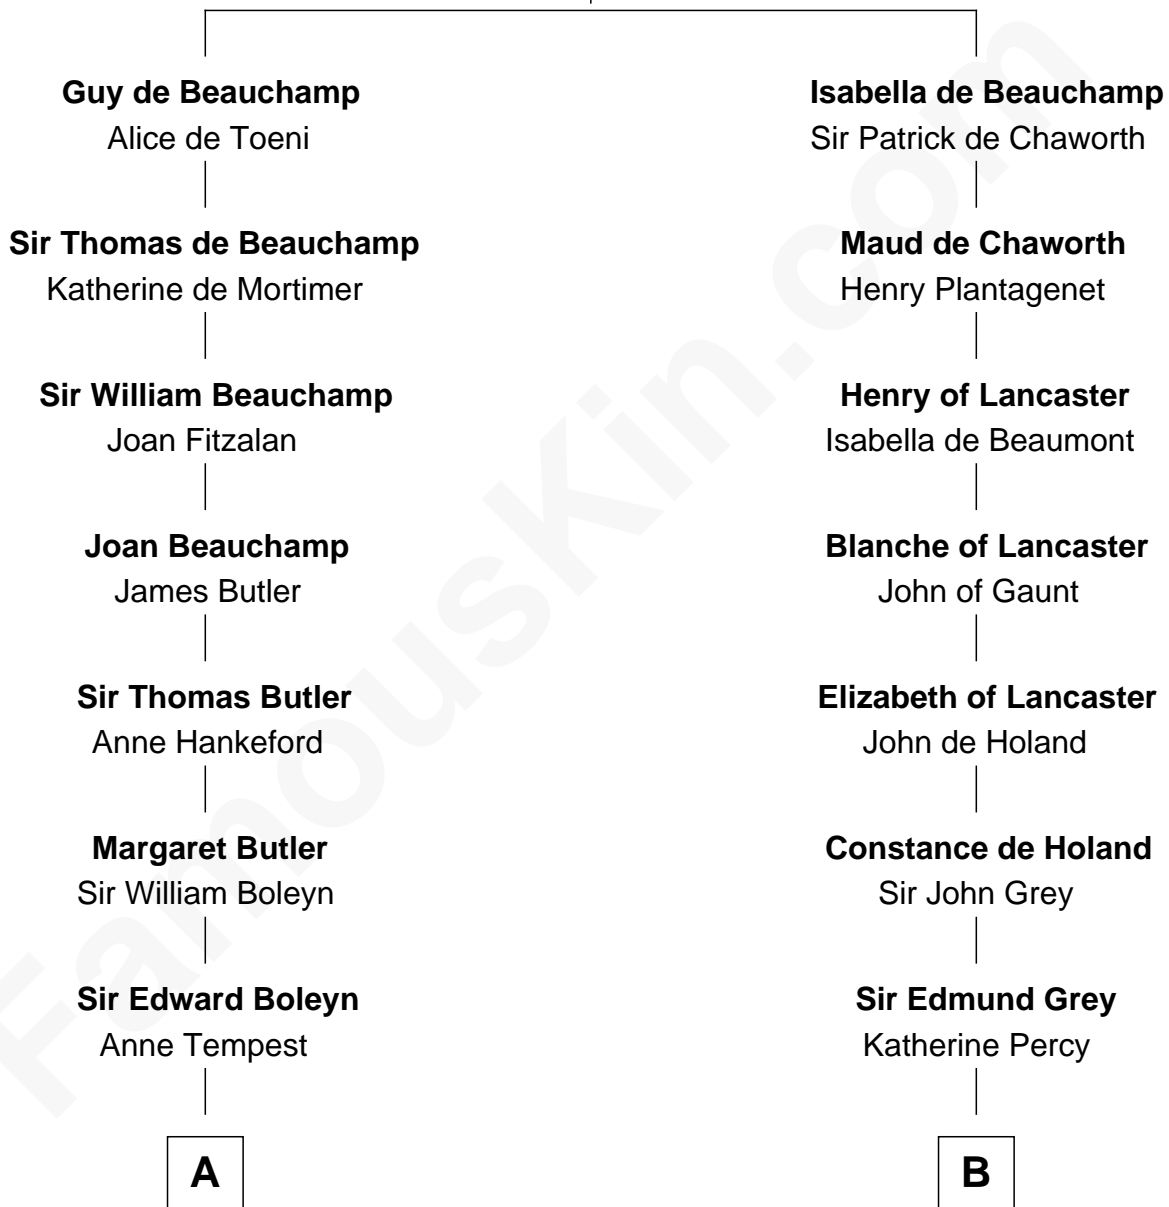 Guy de Beauchamp
Alice de Toeni
Isabella de Beauchamp
Sir Patrick de Chaworth
Sir Thomas de Beauchamp
Katherine de Mortimer
Maud de Chaworth
Henry Plantagenet
Sir William Beauchamp
Joan Fitzalan
Henry of Lancaster
Isabella de Beaumont
Joan Beauchamp
James Butler
Blanche of Lancaster
John of Gaunt
Sir Thomas Butler
Anne Hankeford
Elizabeth of Lancaster
John de Holand
Margaret Butler
Sir William Boleyn
Constance de Holand
Sir John Grey
Sir Edward Boleyn
Anne Tempest
Sir Edmund Grey
Katherine Percy
A
B
FamousKin.com